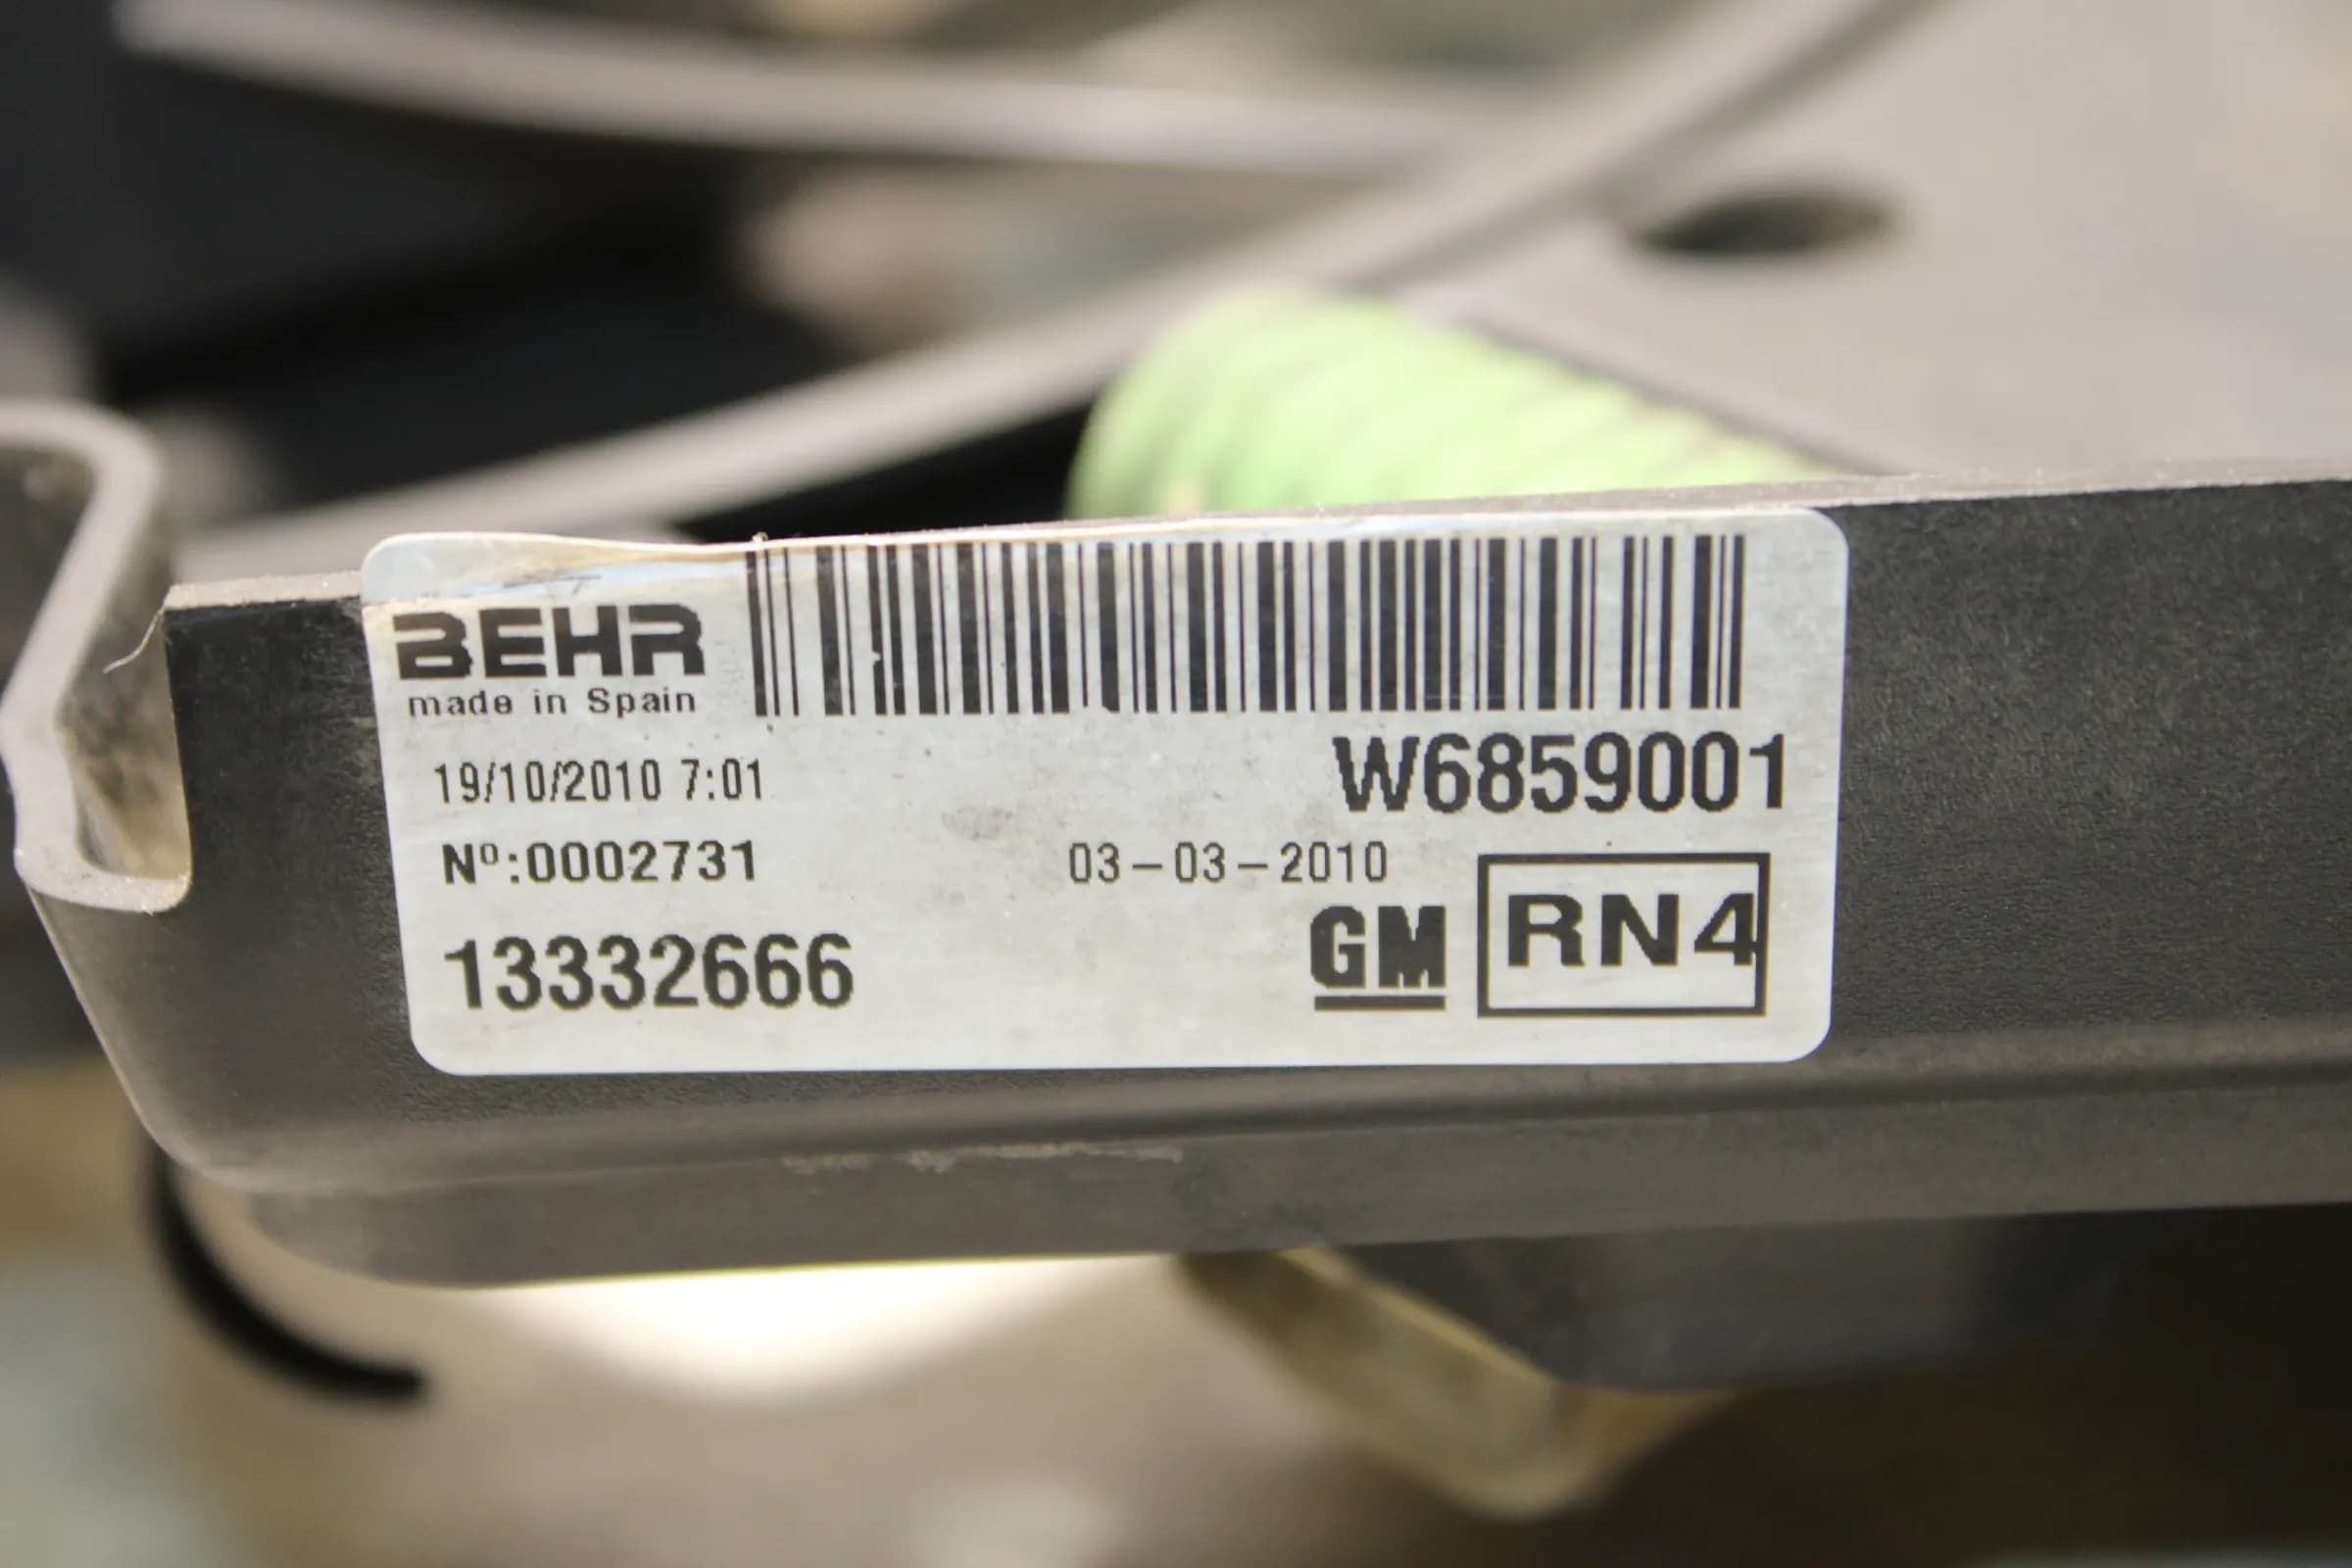 BEHR
made in Spain
W6859001
19/10/2010 7:01
Nº:0002731
03-03-2010
13332666
GM
RN4